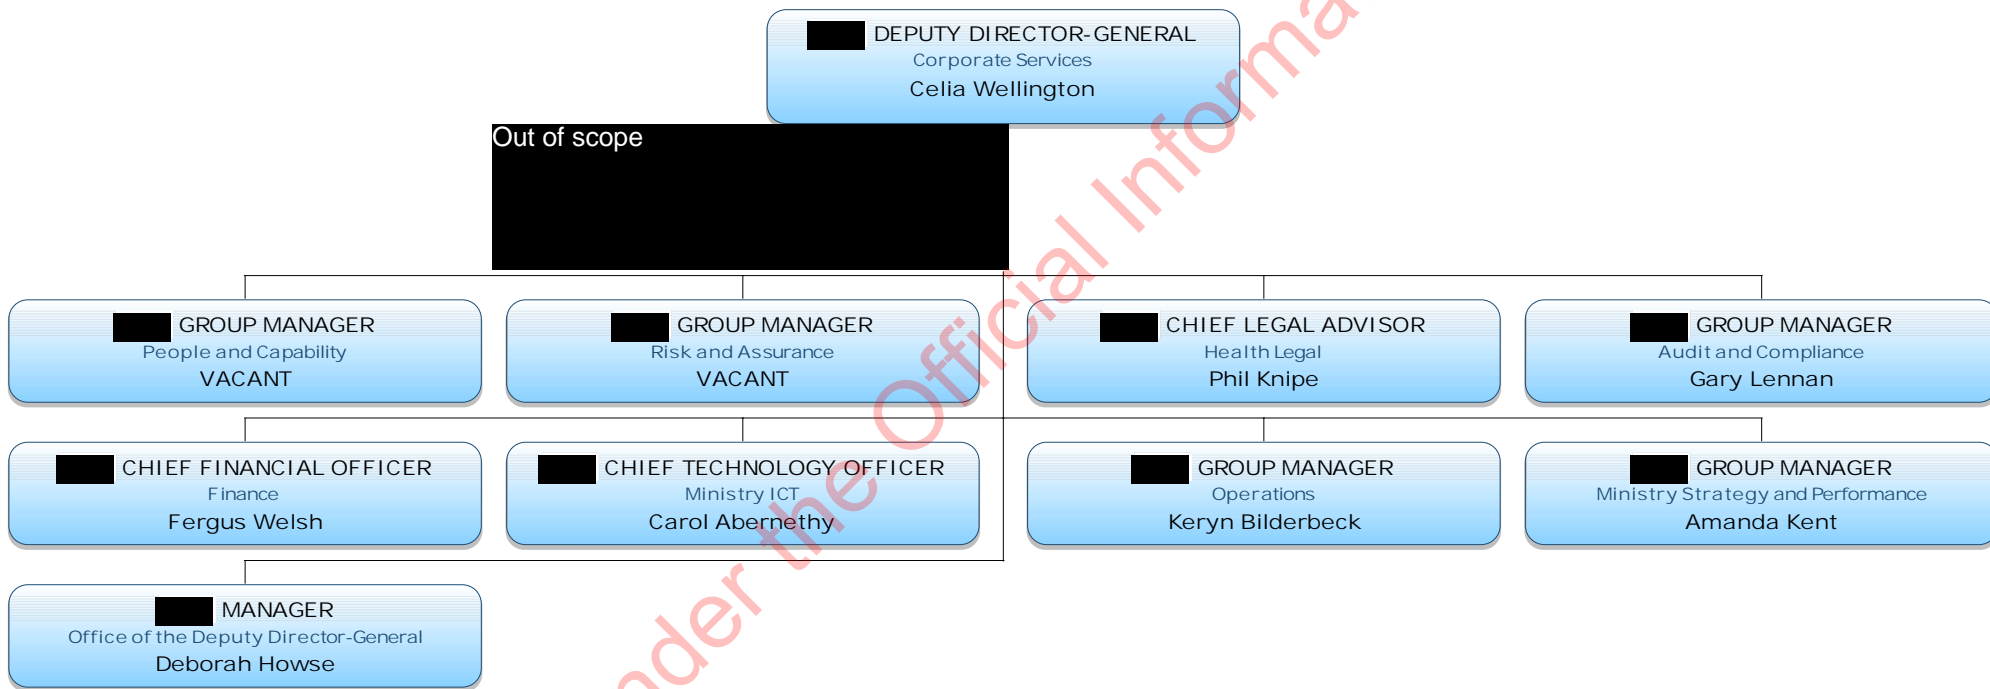 DEPUTY DIRECTOR-GENERAL
Corporate Services
Celia Wellington
Out of scope
GROUP MANAGER
People and Capability
VACANT
GROUP MANAGER
Risk and Assurance
VACANT
CHIEF LEGAL ADVISOR
Health Legal
Phil Knipe
GROUP MANAGER
Audit and Compliance
Gary Lennan
CHIEF FINANCIAL OFFICER
Finance
Fergus Welsh
CHIEF TECHNOLOGY OFFICER
Ministry ICT
Carol Abernethy
GROUP MANAGER
Operations
Keryn Bilderbeck
GROUP MANAGER
Ministry Strategy and Performance
Amanda Kent
MANAGER
Office of the Deputy Director-General
Deborah Howse
the Official